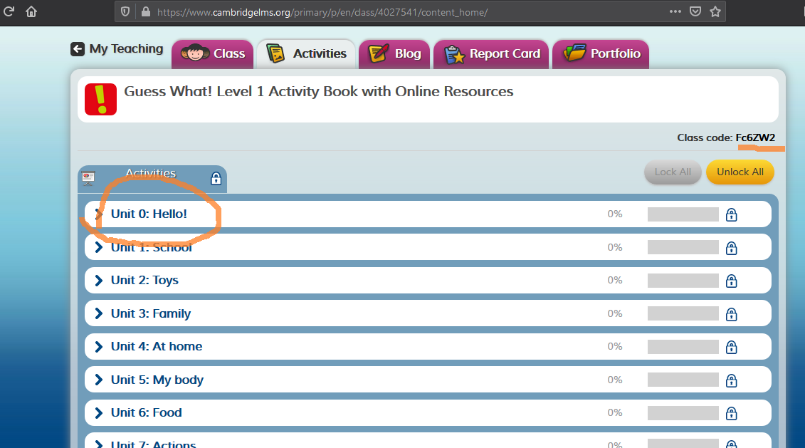 https://www.cambridgelms.org/primary/p/en/class/4027541/content_home/
My Teaching
Class
Activities
Blog
Report Card
Portfolio
Guess What! Level 1 Activity Book with Online Resources
Class code: Fc6ZW2
Activities
Lock All
Unlock All
Unit 0: Hello! 0%
Unit 1: School 0%
Unit 2: Toys 0%
Unit 3: Family 0%
Unit 4: At home 0%
Unit 5: My body 0%
Unit 6: Food 0%
Unit 7: Actions 0%